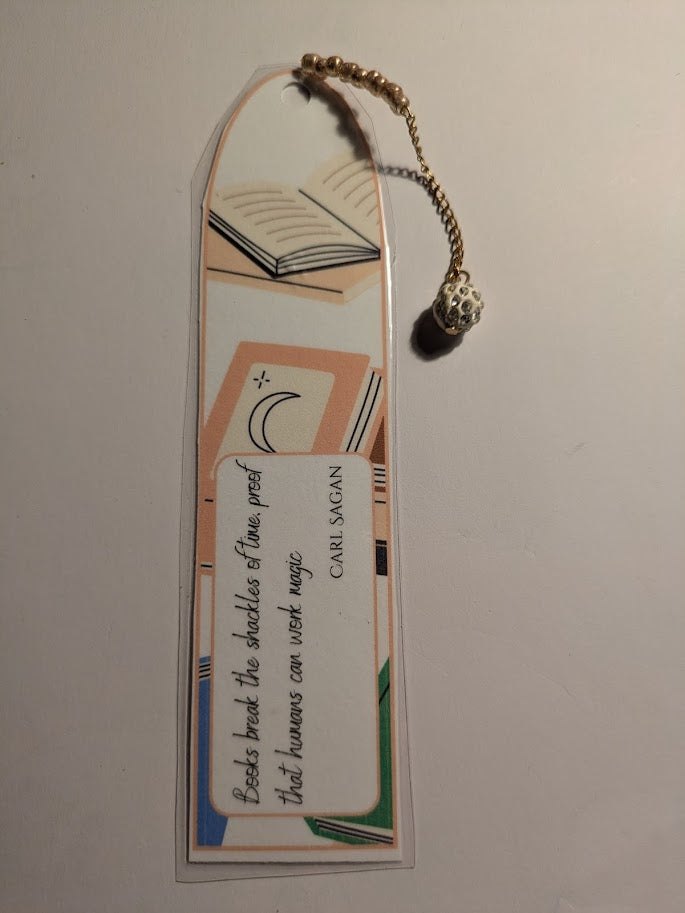 Books break the shackles of time. proof
that humans can work magic
CARL SAGAN